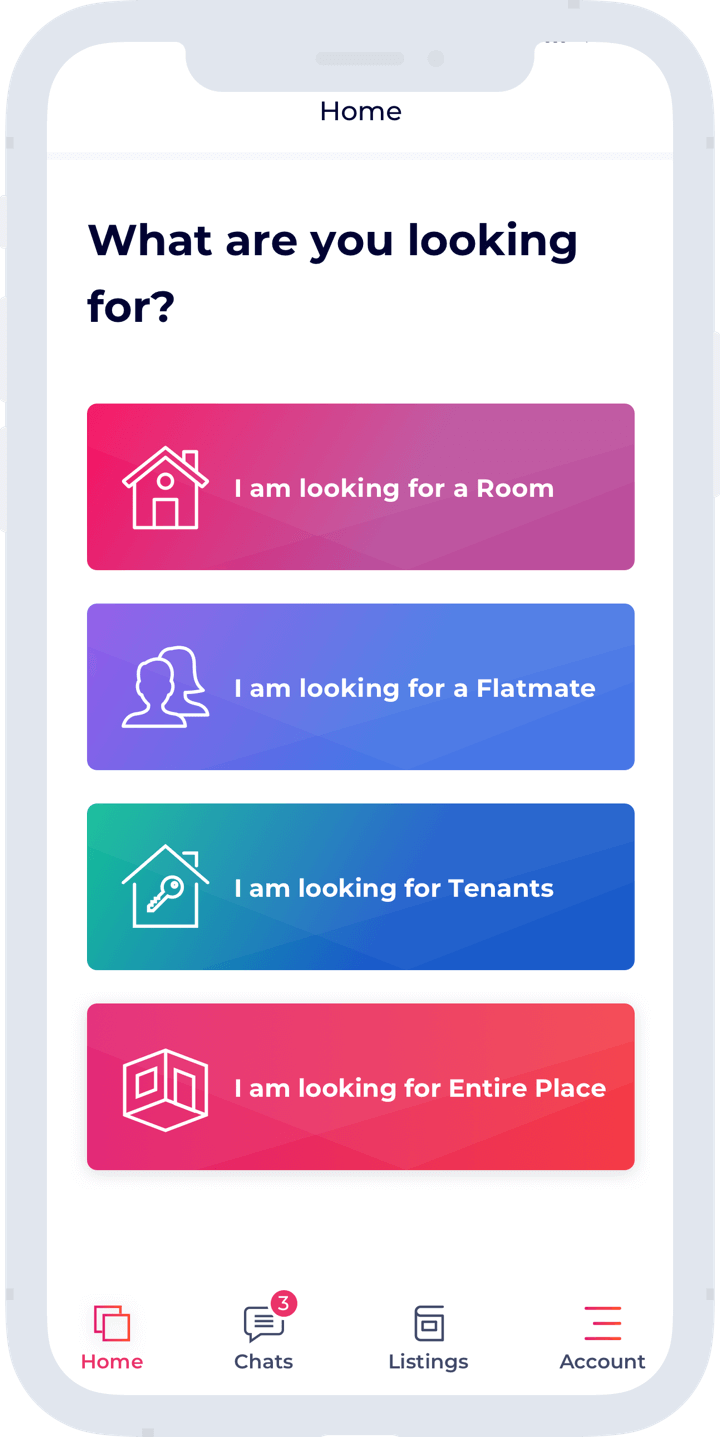 Home
What are you looking
for?
I am looking for a Room
I am looking for a Flatmate
I am looking for Tenants
I am looking for Entire Place
3
Home
Chats
Listings
Account